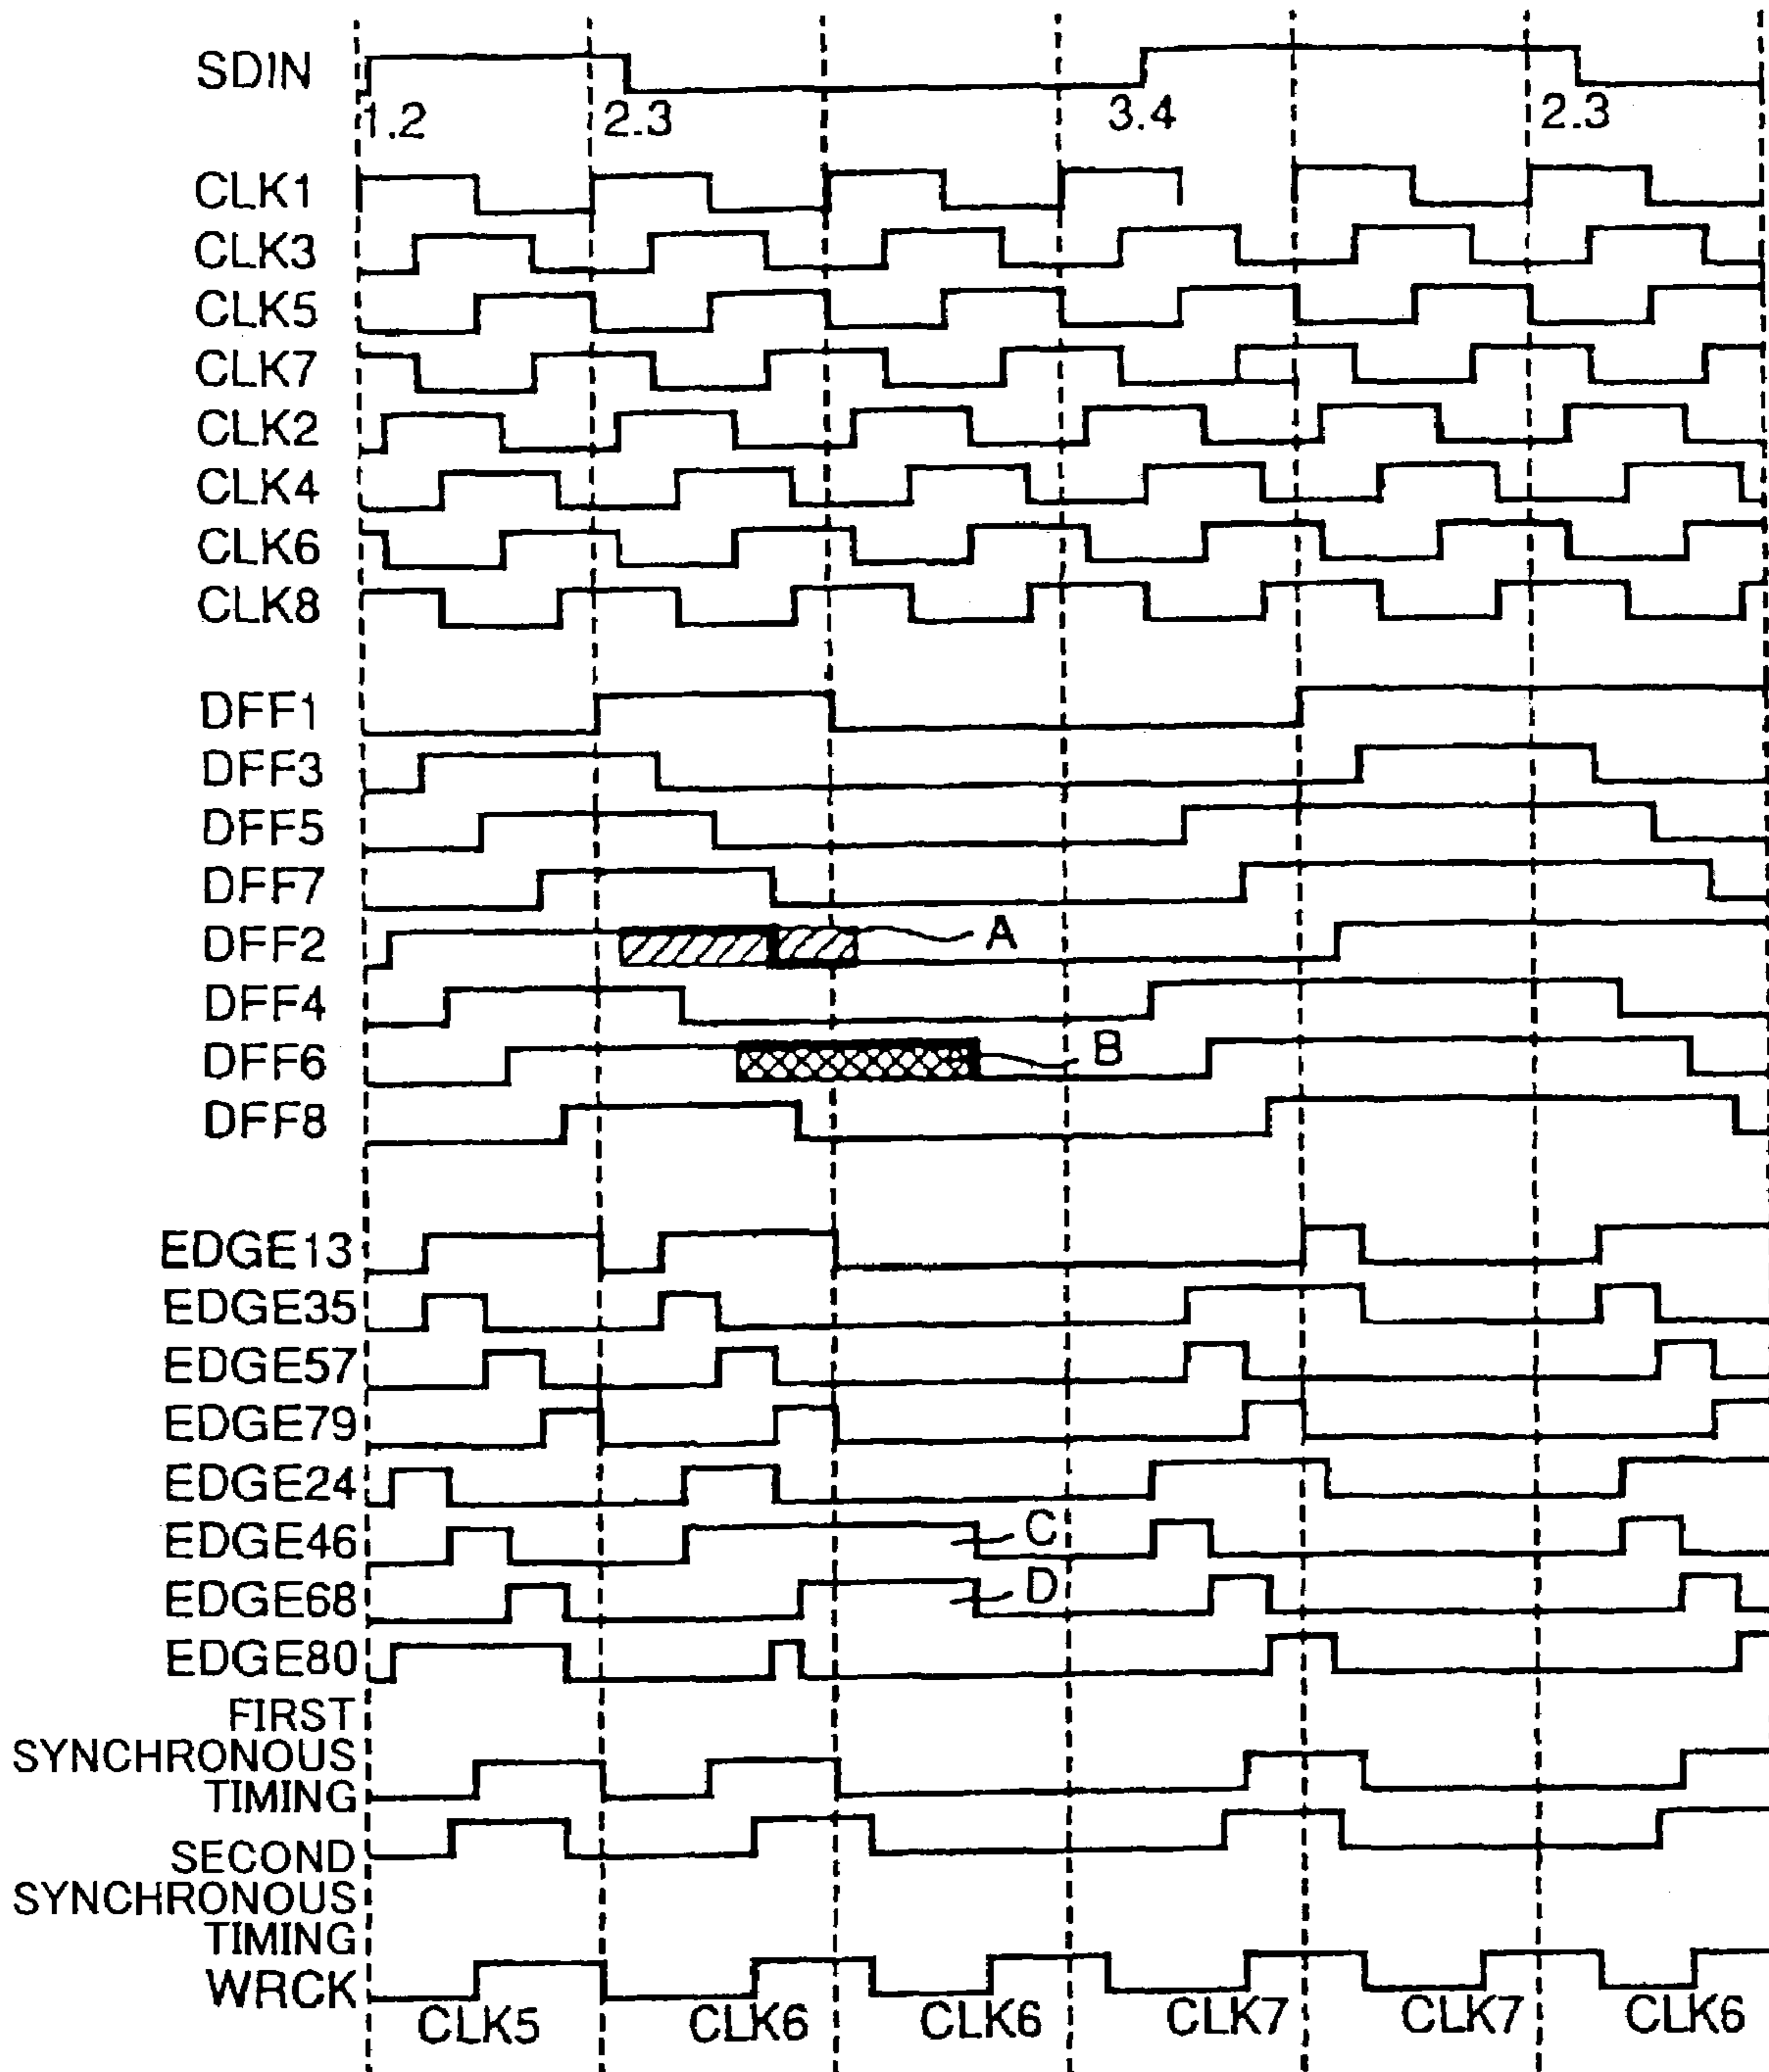 SDIN
1.2 2.3 3.4 2.3
CLK1
CLK3
CLK5
CLK7
CLK2
CLK4
CLK6
CLK8
DFF1
DFF3
DFF5
DFF7
DFF2 A
DFF4
DFF6 B
DFF8
EDGE13
EDGE35
EDGE57
EDGE79
EDGE24
EDGE46 C
EDGE68 D
EDGE80
FIRST
SYNCHRONOUS
TIMING
SECOND
SYNCHRONOUS
TIMING
WRCK
CLK5 CLK6 CLK6 CLK7 CLK7 CLK6